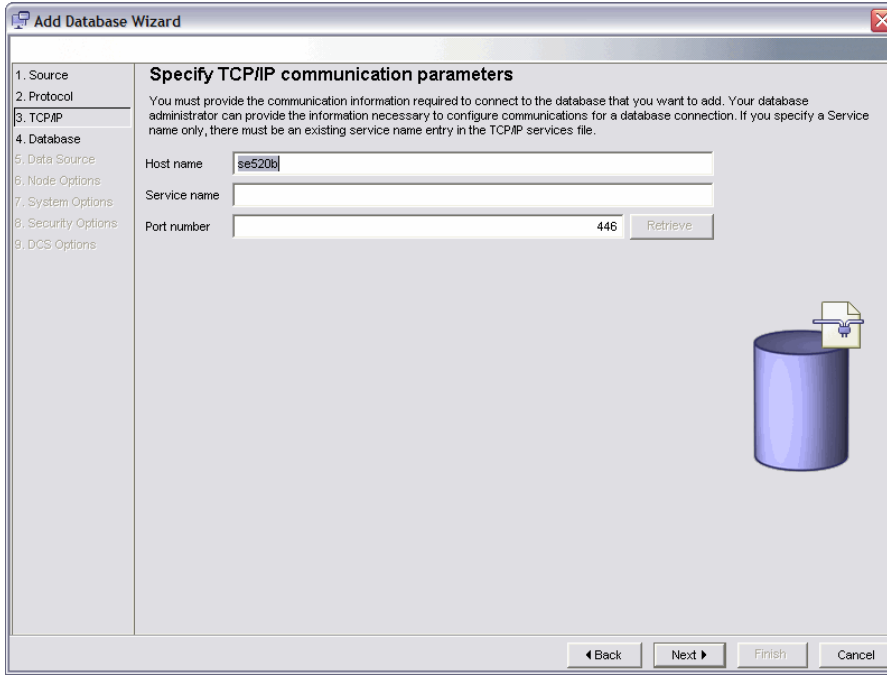 Add Database Wizard
1. Source
2. Protocol
3. TCP/IP
4. Database
5. Data Source
6. Node Options
7. System Options
8. Security Options
9. DCS Options
Specify TCP/IP communication parameters
You must provide the communication information required to connect to the database that you want to add. Your database
administrator can provide the information necessary to configure communications for a database connection. If you specify a Service
name only, there must be an existing service name entry in the TCP/IP services file.
Host name se520b
Service name
Port number 446 Retrieve
Back Next Finish Cancel